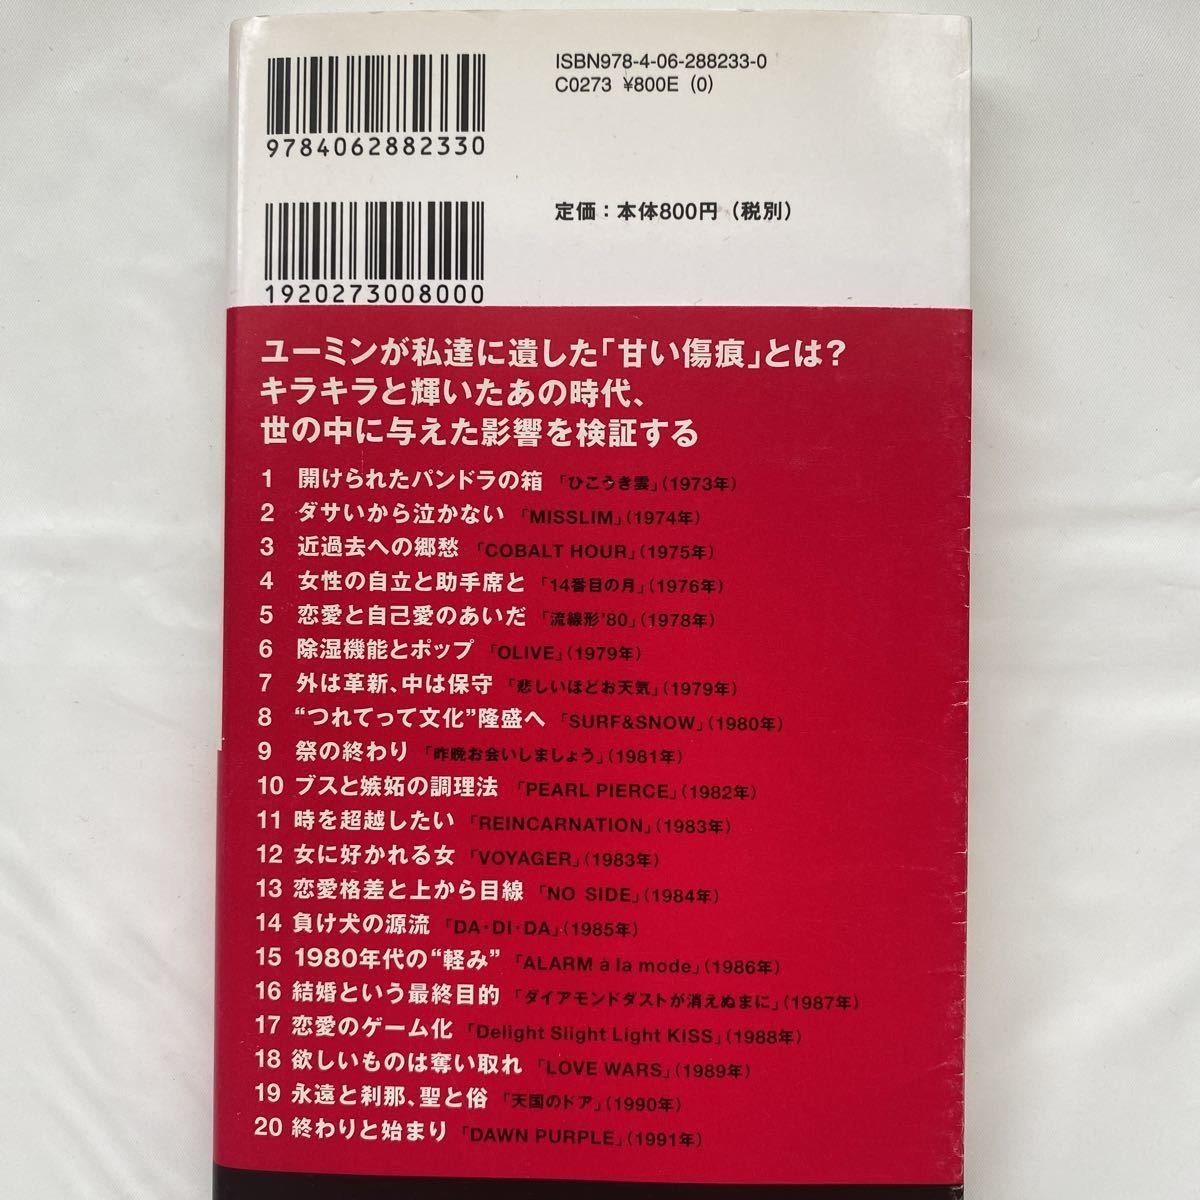 ISBN978-4-06-288233-0
C0273 ¥800E (0)
9784062882330
定価：本体800円（税別）
1920273008000
ユーミンが私達に遺した「甘い傷痕」とは？
キラキラと輝いたあの時代、
世の中に与えた影響を検証する
1 開けられたパンドラの箱 「ひこうき雲」（1973年）
2 ダサいから泣かない 「MISSLIM」（1974年）
3 近過去への郷愁 「COBALT HOUR」（1975年）
4 女性の自立と助手席と 「14番目の月」（1976年）
5 恋愛と自己愛のあいだ 「流線形'80」（1978年）
6 除湿機能とポップ 「OLIVE」（1979年）
7 外は革新、中は保守 「悲しいほどお天気」（1979年）
8 “つれてって文化”隆盛へ 「SURF&SNOW」（1980年）
9 祭の終わり 「昨晩お会いしましょう」（1981年）
10 ブスと嫉妬の調理法 「PEARL PIERCE」（1982年）
11 時を超越したい 「REINCARNATION」（1983年）
12 女に好かれる女 「VOYAGER」（1983年）
13 恋愛格差と上から目線 「NO SIDE」（1984年）
14 負け犬の源流 「DA・DI・DA」（1985年）
15 1980年代の“軽み” 「ALARM à la mode」（1986年）
16 結婚という最終目的 「ダイアモンドダストが消えぬまに」（1987年）
17 恋愛のゲーム化 「Delight Slight Light KISS」（1988年）
18 欲しいものは奪い取れ 「LOVE WARS」（1989年）
19 永遠と刹那、聖と俗 「天国のドア」（1990年）
20 終わりと始まり 「DAWN PURPLE」（1991年）